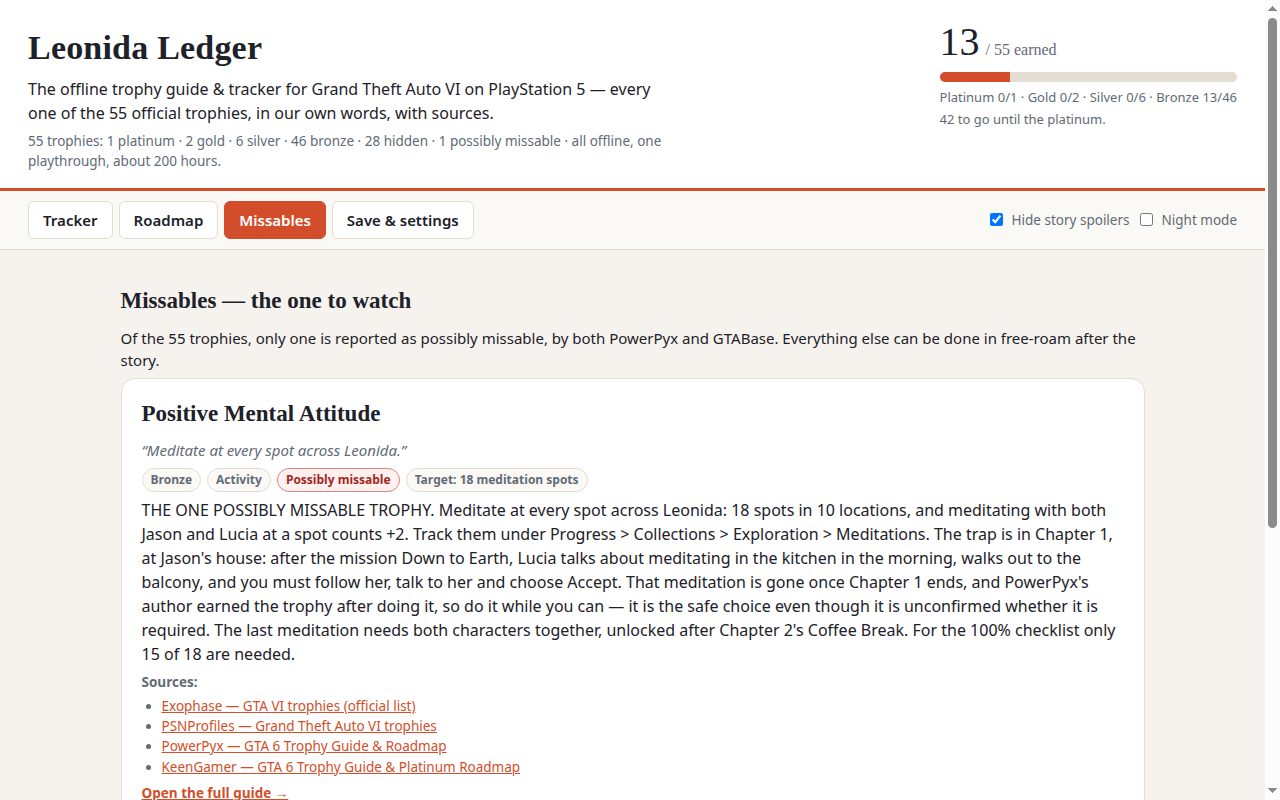 Leonida Ledger
The offline trophy guide & tracker for Grand Theft Auto VI on PlayStation 5 — every
one of the 55 official trophies, in our own words, with sources.
55 trophies: 1 platinum · 2 gold · 6 silver · 46 bronze · 28 hidden · 1 possibly missable · all offline, one
playthrough, about 200 hours.
13 / 55 earned
Platinum 0/1 · Gold 0/2 · Silver 0/6 · Bronze 13/46
42 to go until the platinum.
Tracker Roadmap Missables Save & settings
Hide story spoilers Night mode
Missables — the one to watch
Of the 55 trophies, only one is reported as possibly missable, by both PowerPyx and GTABase. Everything else can be done in free-roam after the
story.
Positive Mental Attitude
“Meditate at every spot across Leonida.”
Bronze Activity Possibly missable Target: 18 meditation spots
THE ONE POSSIBLY MISSABLE TROPHY. Meditate at every spot across Leonida: 18 spots in 10 locations, and meditating with both
Jason and Lucia at a spot counts +2. Track them under Progress > Collections > Exploration > Meditations. The trap is in Chapter 1,
at Jason's house: after the mission Down to Earth, Lucia talks about meditating in the kitchen in the morning, walks out to the
balcony, and you must follow her, talk to her and choose Accept. That meditation is gone once Chapter 1 ends, and PowerPyx's
author earned the trophy after doing it, so do it while you can — it is the safe choice even though it is unconfirmed whether it is
required. The last meditation needs both characters together, unlocked after Chapter 2's Coffee Break. For the 100% checklist only
15 of 18 are needed.
Sources:
Exophase — GTA VI trophies (official list)
PSNProfiles — Grand Theft Auto VI trophies
PowerPyx — GTA 6 Trophy Guide & Roadmap
KeenGamer — GTA 6 Trophy Guide & Platinum Roadmap
Open the full guide →